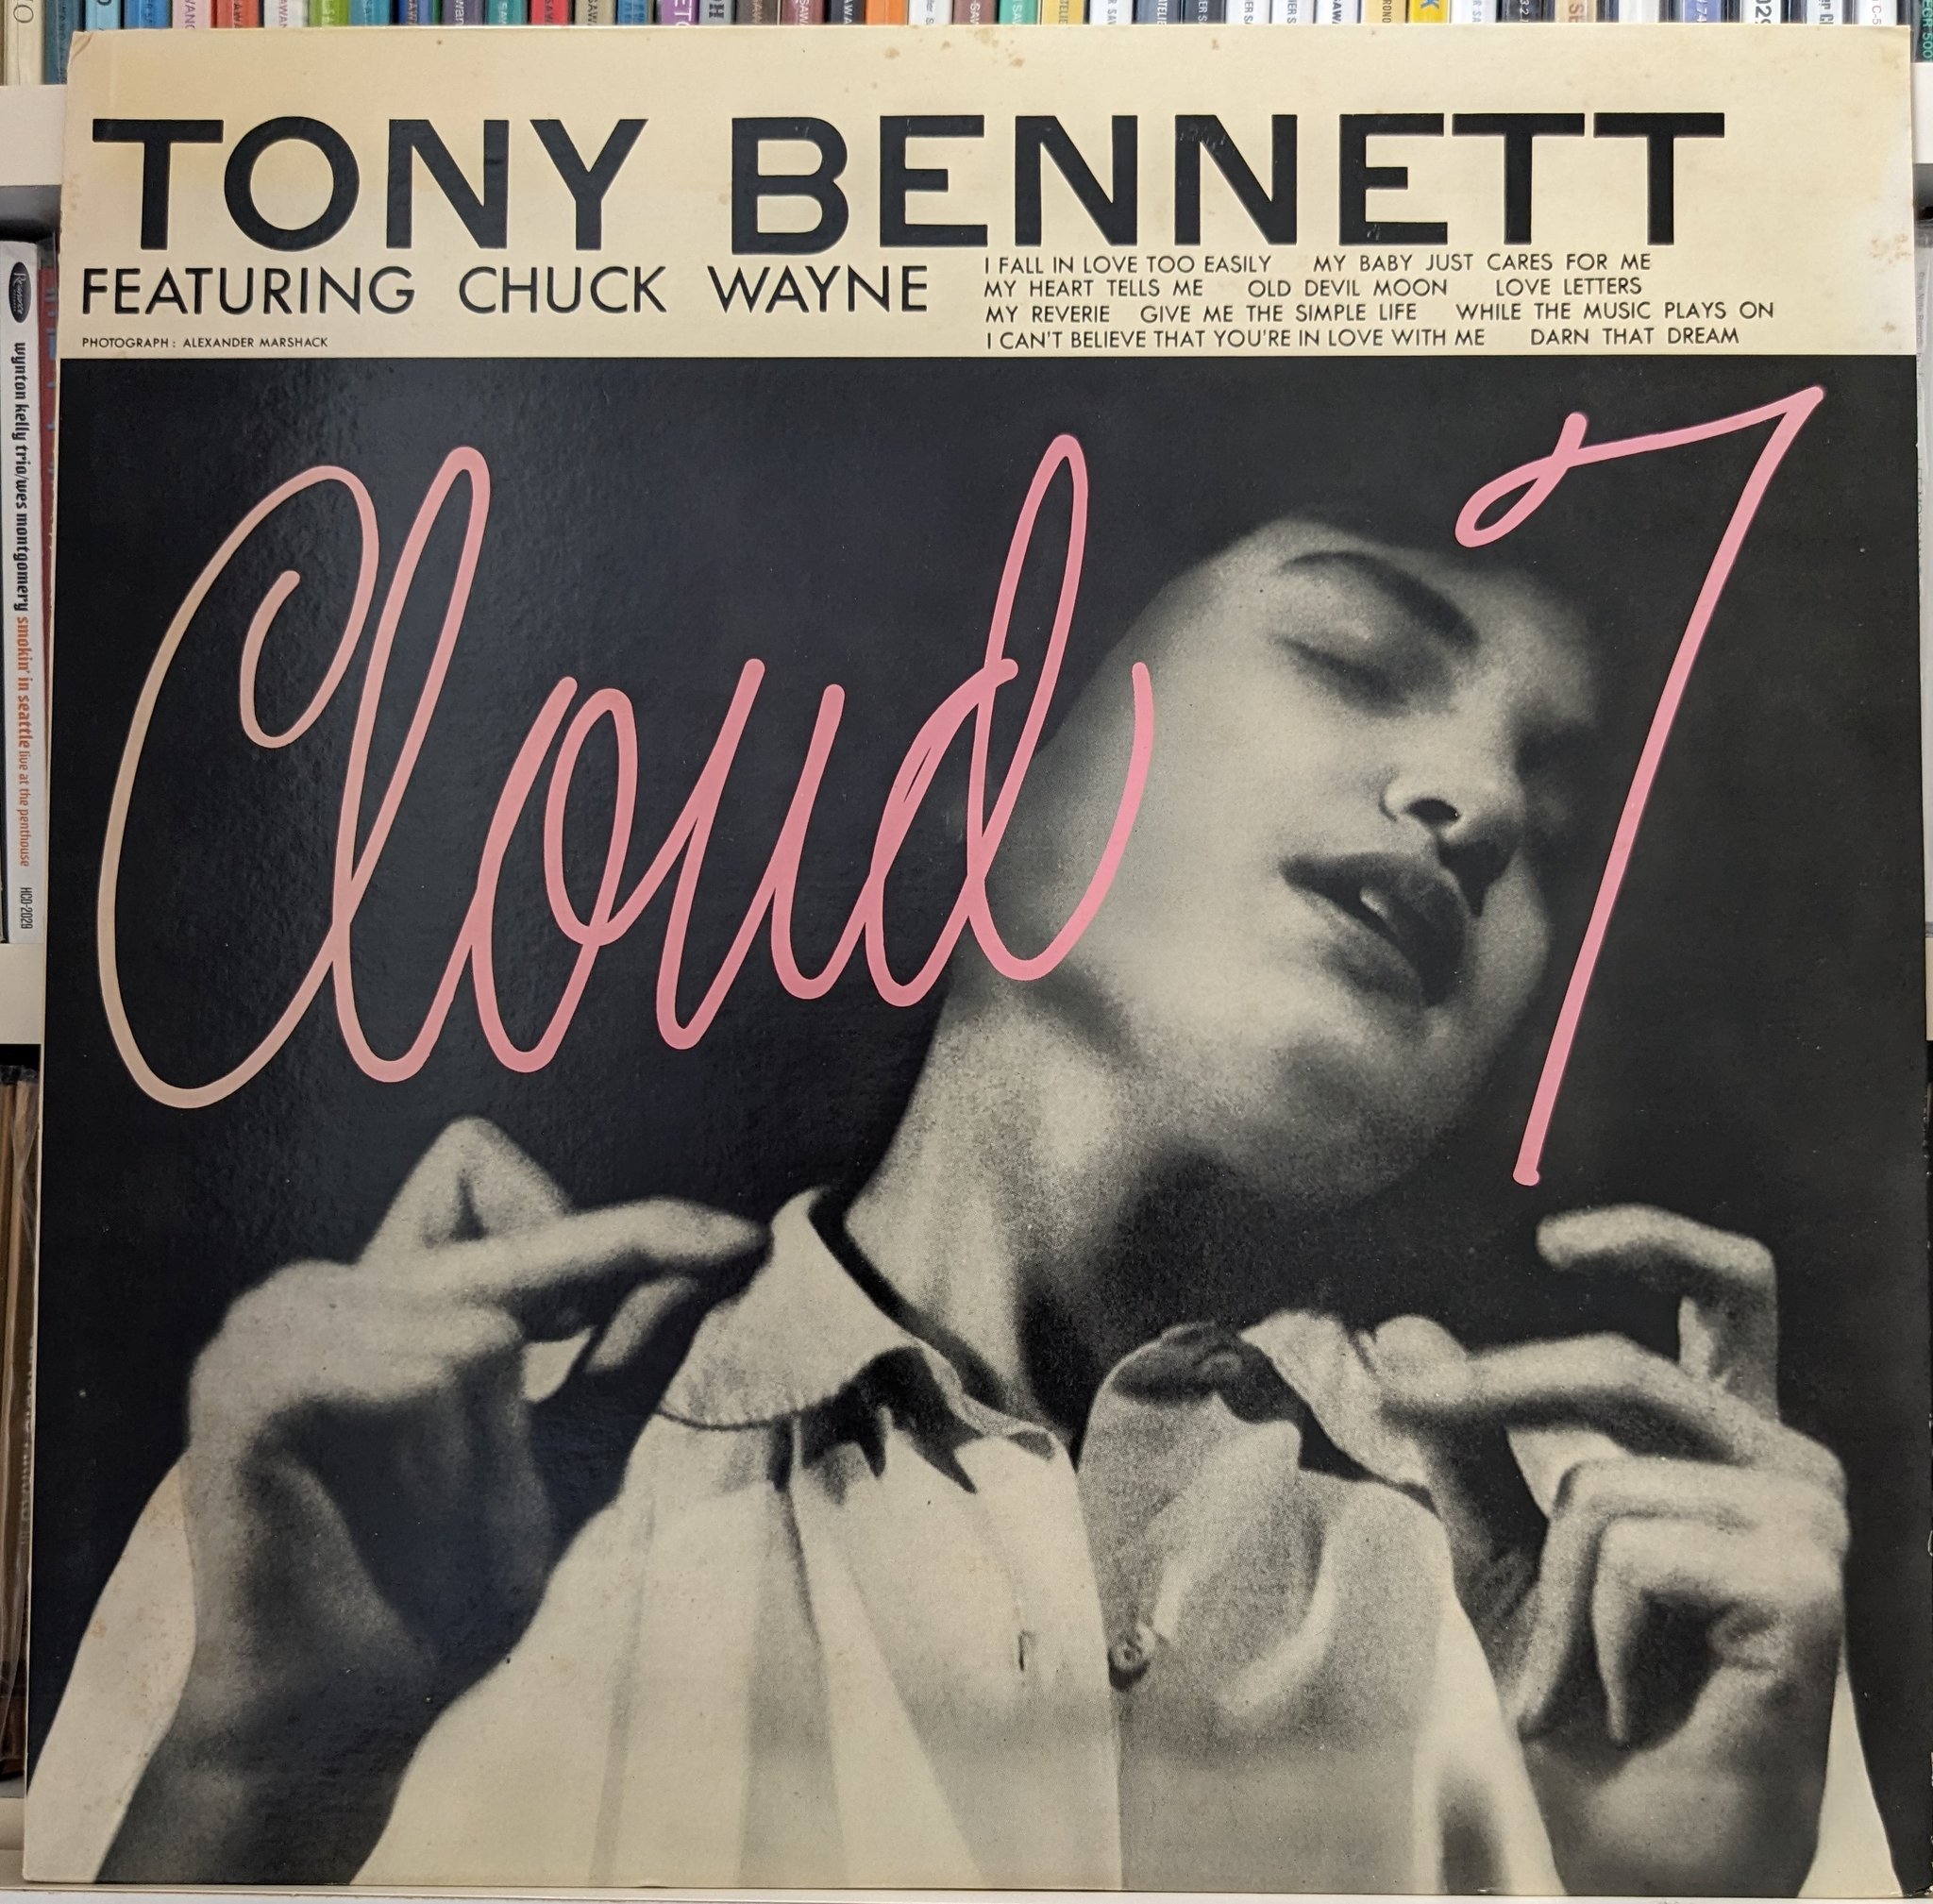 TONY BENNETT
FEATURING CHUCK WAYNE
PHOTOGRAPH: ALEXANDER MARSHACK
I FALL IN LOVE TOO EASILY MY BABY JUST CARES FOR ME
MY HEART TELLS ME OLD DEVIL MOON LOVE LETTERS
MY REVERIE GIVE ME THE SIMPLE LIFE WHILE THE MUSIC PLAYS ON
I CAN'T BELIEVE THAT YOU'RE IN LOVE WITH ME DARN THAT DREAM
Cloud 7
Resonance
wynton kelly trio/wes montgomery smokin' in seattle live at the penthouse HCD-2029